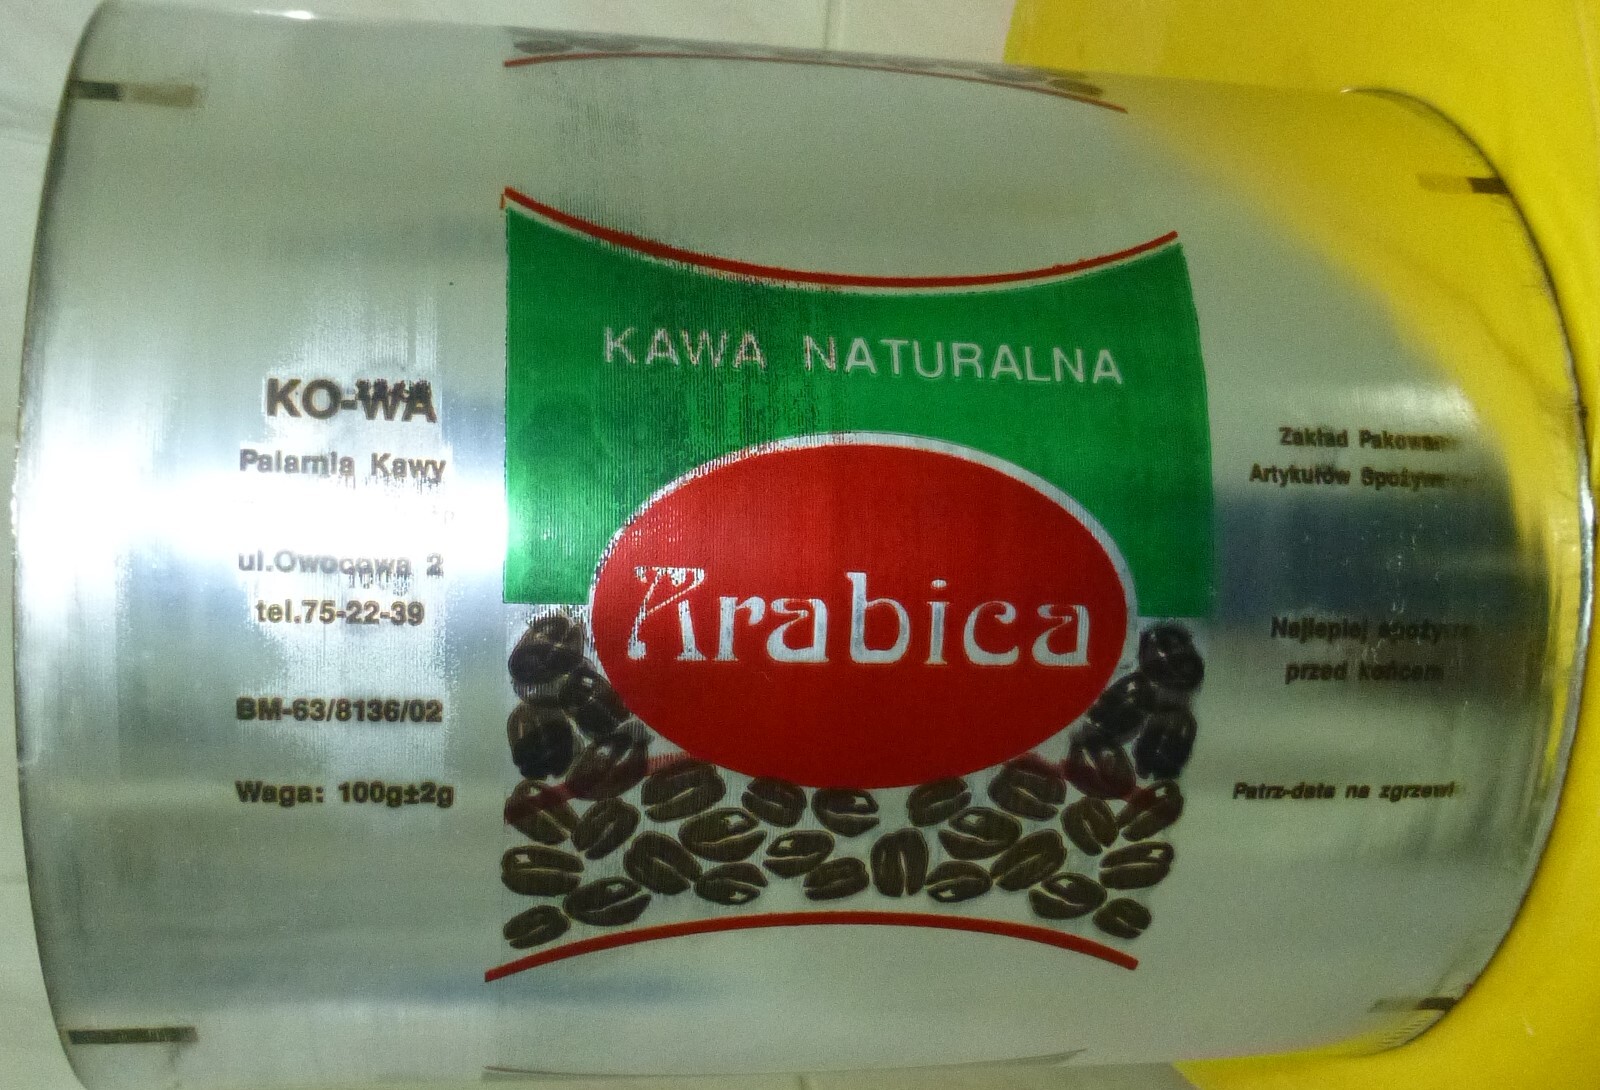 KO-WA
Palarnia Kawy
ul.Owocowa 2
tel.75-22-39
BM-63/8136/02
Waga: 100g±2g
KAWA NATURALNA
Arabica
Zakład
Artykułów
Najlepiej
przed końcem
Patrz-data na